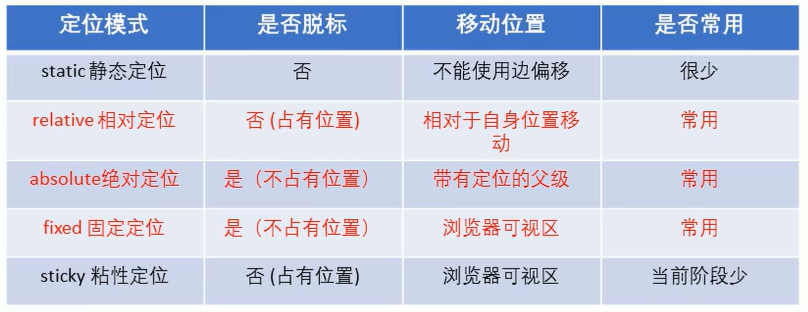 定位模式 是否脱标 移动位置 是否常用
static 静态定位 否 不能使用边偏移 很少
relative 相对定位 否 (占有位置) 相对于自身位置移 常用
动
absolute绝对定位 是（不占有位置） 带有定位的父级 常用
fixed 固定定位 是（不占有位置） 浏览器可视区 常用
sticky 粘性定位 否 (占有位置) 浏览器可视区 当前阶段少